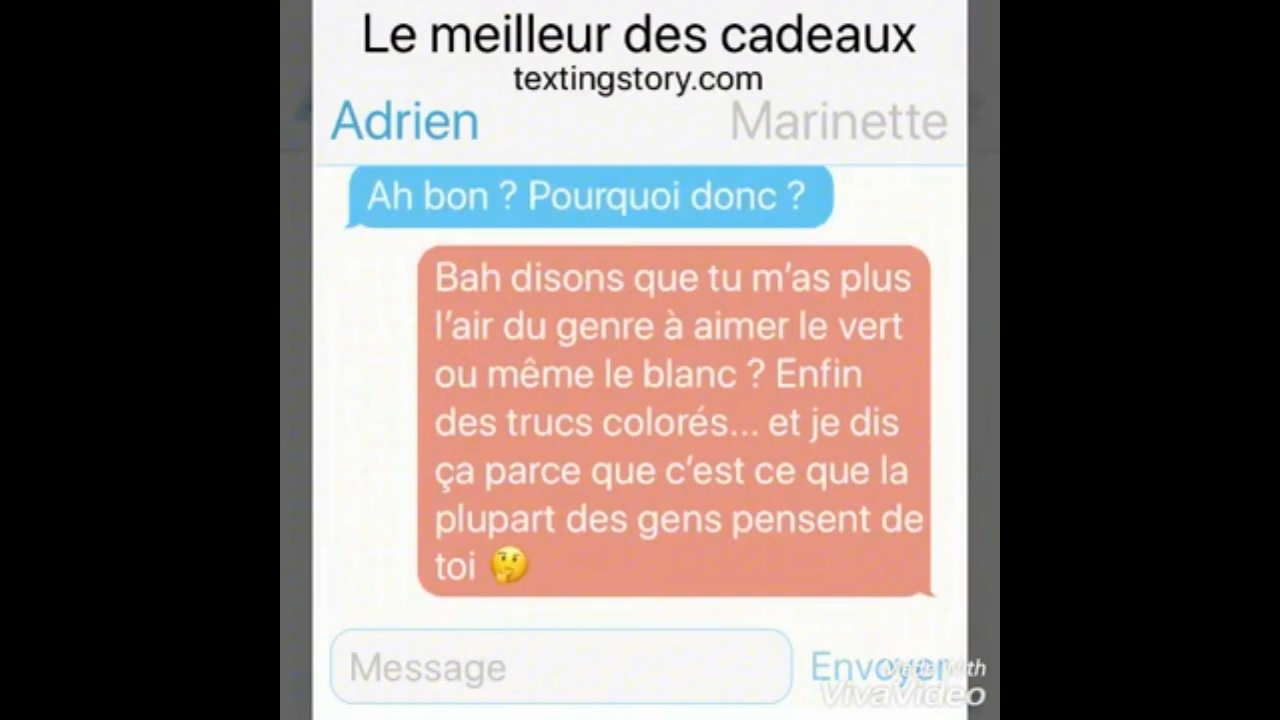 Le meilleur des cadeaux
textingstory.com
Adrien
Marinette
Ah bon ? Pourquoi donc ?
Bah disons que tu m’as plus
l’air du genre à aimer le vert
ou même le blanc ? Enfin
des trucs colorés... et je dis
ça parce que c’est ce que la
plupart des gens pensent de
toi 🤔
Message
Envoyer
Made With
VivaVideo